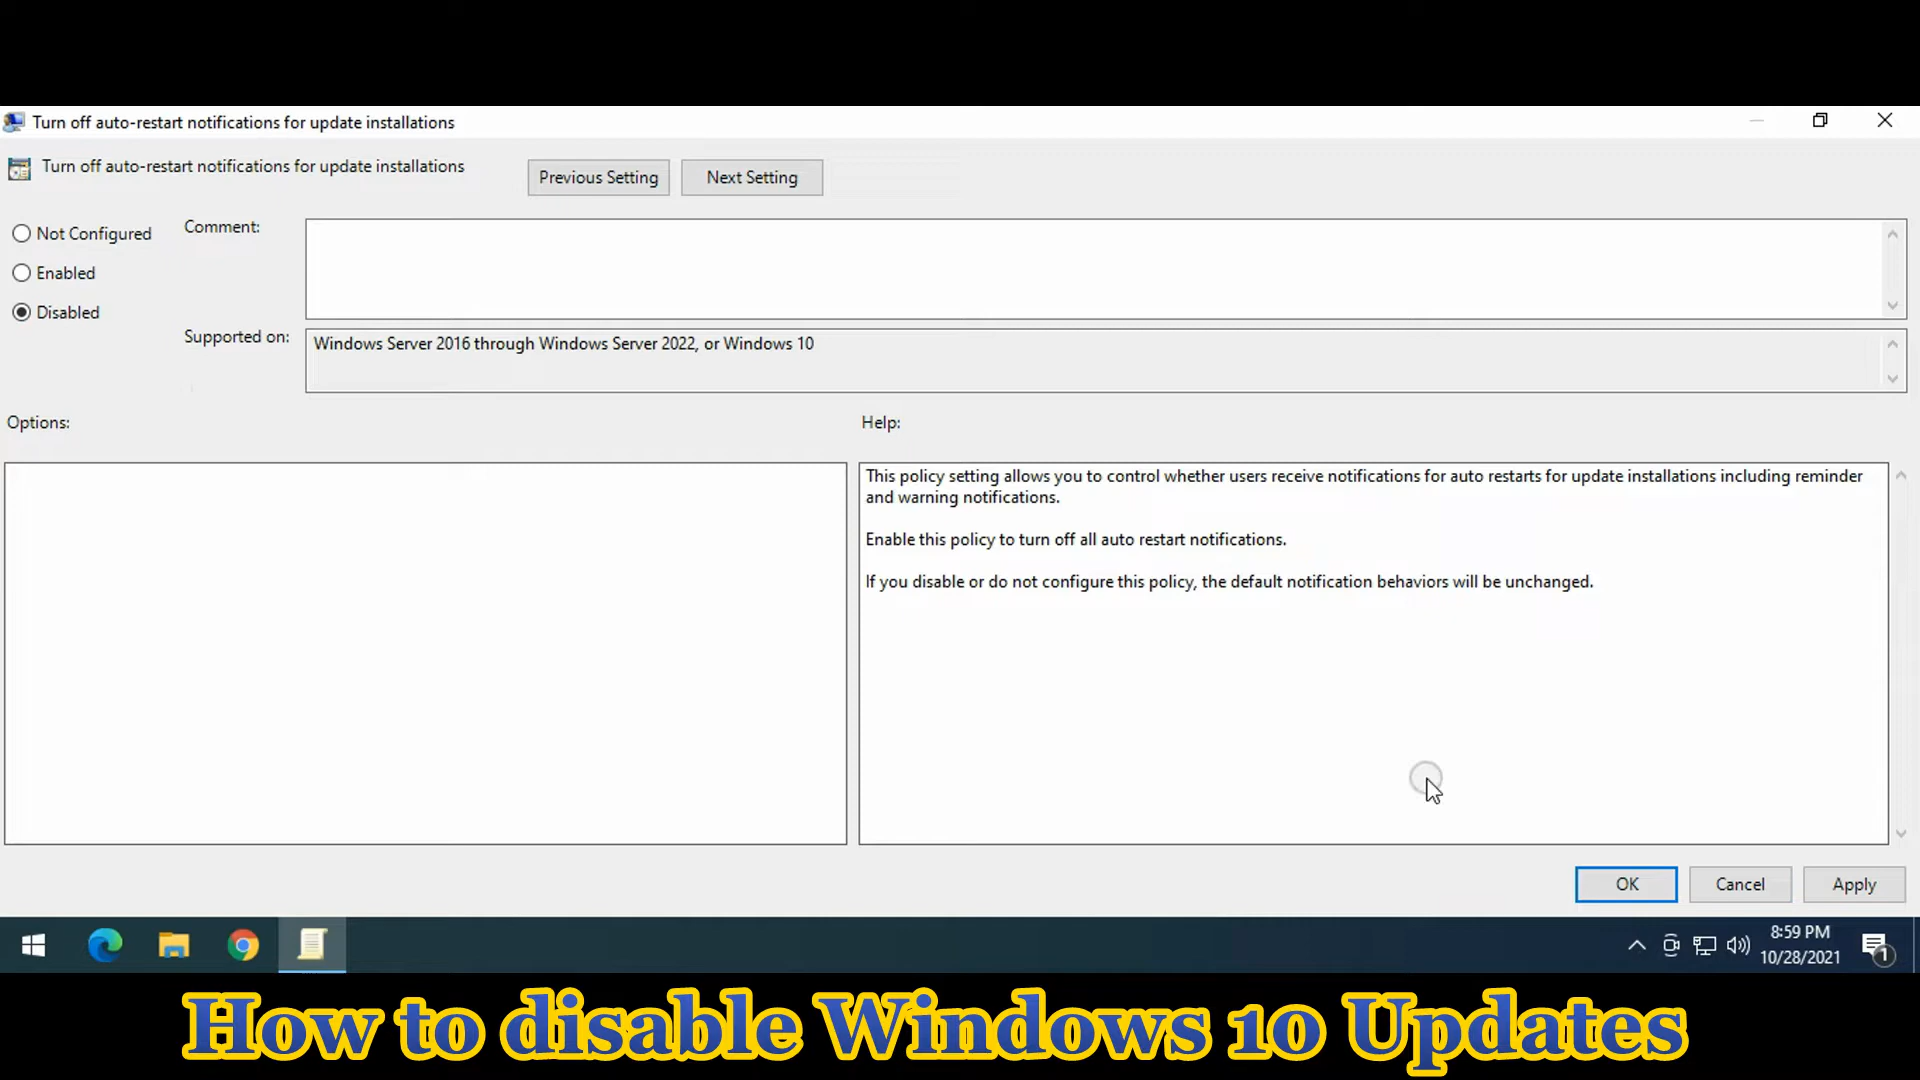 Turn off auto-restart notifications for update installations
Turn off auto-restart notifications for update installations
Previous Setting
Next Setting
Not Configured
Enabled
Disabled
Comment:
Supported on:
Windows Server 2016 through Windows Server 2022, or Windows 10
Options:
Help:
This policy setting allows you to control whether users receive notifications for auto restarts for update installations including reminder
and warning notifications.
Enable this policy to turn off all auto restart notifications.
If you disable or do not configure this policy, the default notification behaviors will be unchanged.
OK
Cancel
Apply
8:59 PM
10/28/2021
1
How to disable Windows 10 Updates